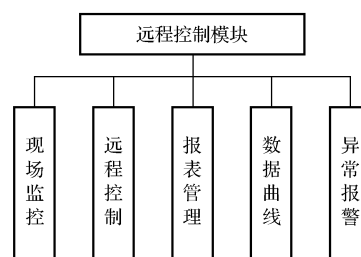 远程控制模块
现场监控
远程控制
报表管理
数据曲线
异常报警